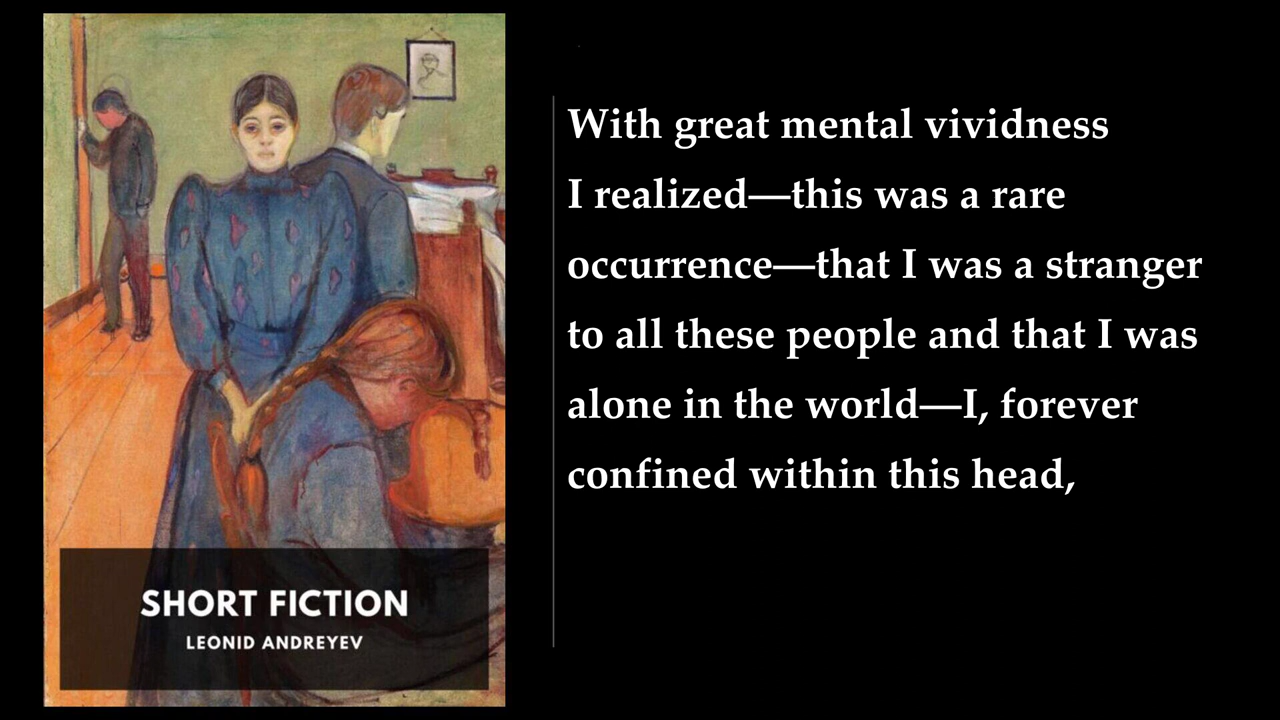 SHORT FICTION
LEONID ANDREYEV
With great mental vividness
I realized—this was a rare
occurrence—that I was a stranger
to all these people and that I was
alone in the world—I, forever
confined within this head,